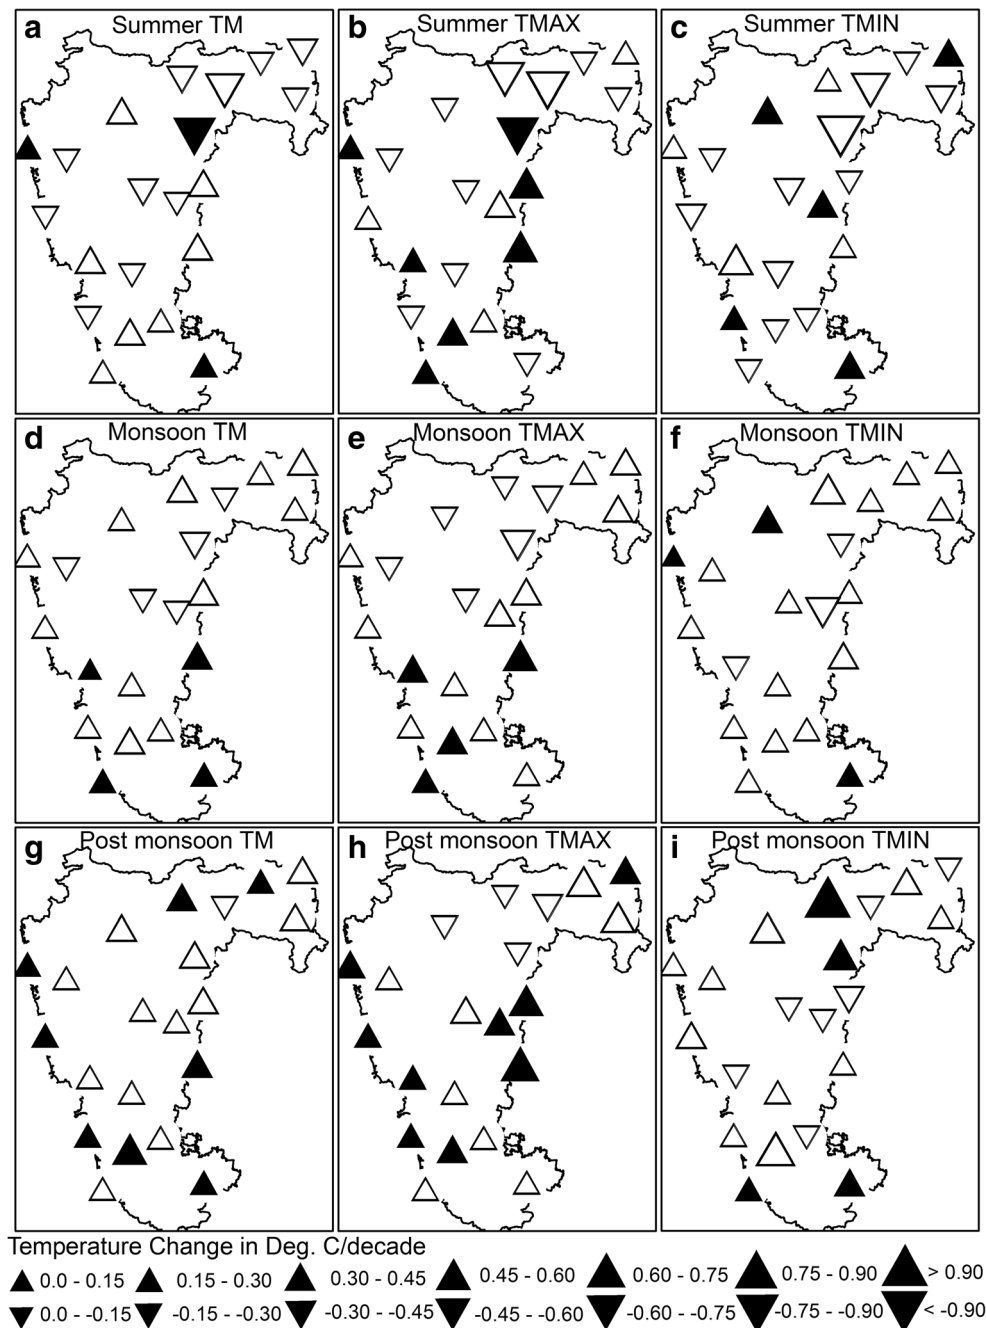 a Summer TM
b Summer TMAX
c Summer TMIN
d Monsoon TM
e Monsoon TMAX
f Monsoon TMIN
g Post monsoon TM
h Post monsoon TMAX
i Post monsoon TMIN
Temperature Change in Deg. C/decade
0.0 - 0.15 0.15 - 0.30 0.30 - 0.45 0.45 - 0.60 0.60 - 0.75 0.75 - 0.90 > 0.90
0.0 - -0.15 -0.15 - -0.30 -0.30 - -0.45 -0.45 - -0.60 -0.60 - -0.75 -0.75 - -0.90 < -0.90